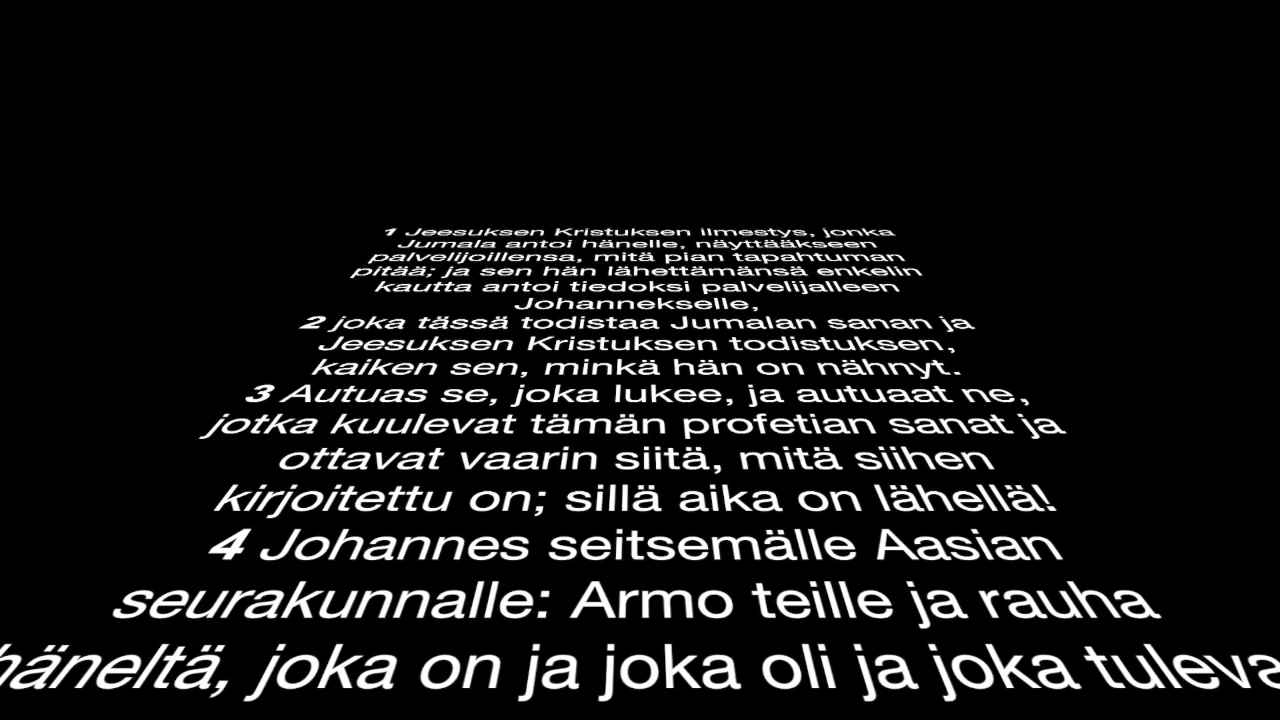 1 Jeesuksen Kristuksen ilmestys, jonka
Jumala antoi hänelle, näyttääkseen
palvelijoillensa, mitä pian tapahtuman
pitää; ja sen hän lähettämänsä enkelin
kautta antoi tiedoksi palvelijalleen
Johannekselle,
2 joka tässä todistaa Jumalan sanan ja
Jeesuksen Kristuksen todistuksen,
kaiken sen, minkä hän on nähnyt.
3 Autuas se, joka lukee, ja autuaat ne,
jotka kuulevat tämän profetian sanat ja
ottavat vaarin siitä, mitä siihen
kirjoitettu on; sillä aika on lähellä!
4 Johannes seitsemälle Aasian
seurakunnalle: Armo teille ja rauha
häneltä, joka on ja joka oli ja joka tuleva